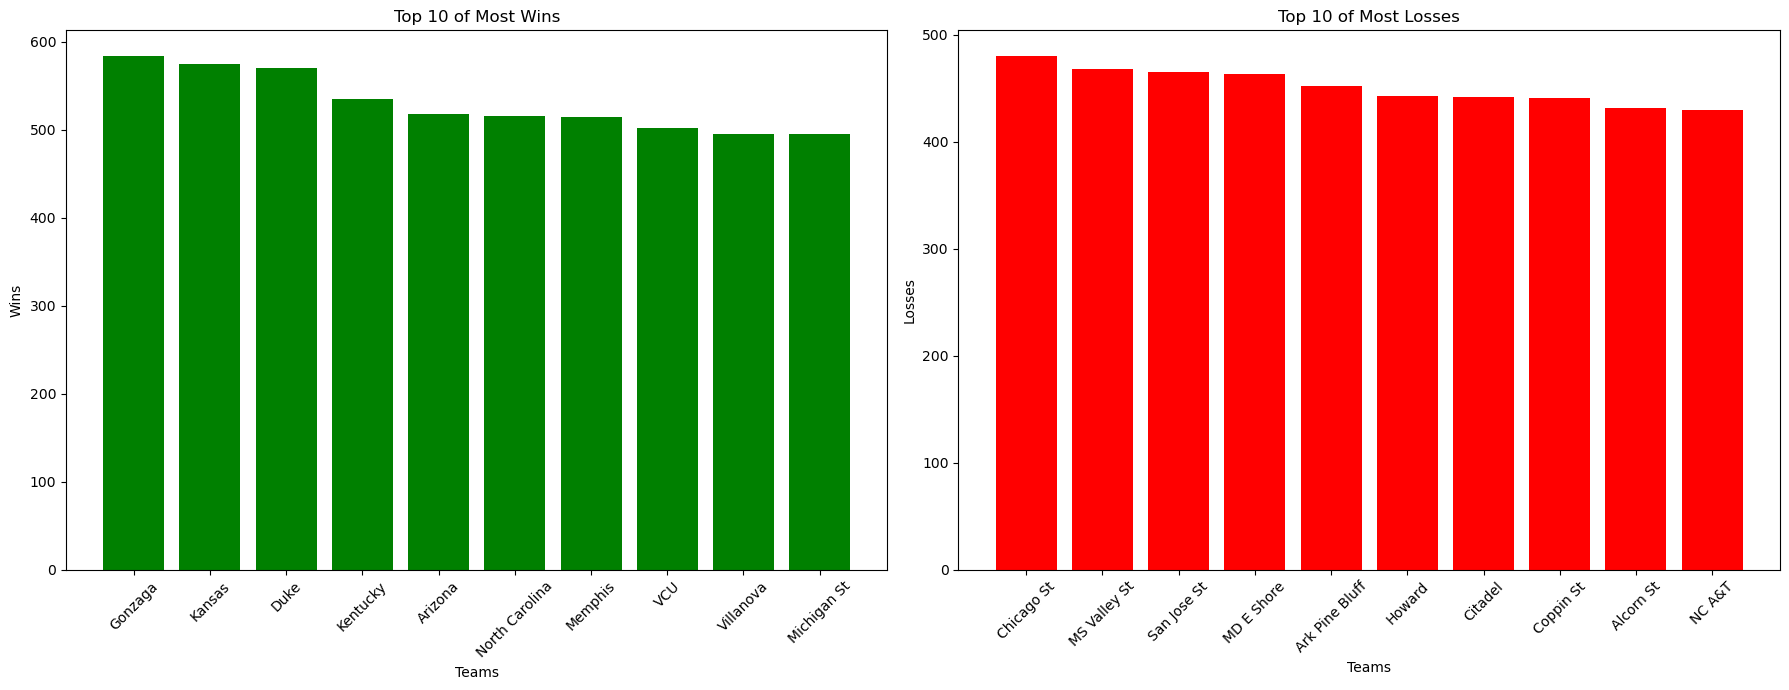 Top 10 of Most Wins
600
500
400
300
200
100
0
Wins
Gonzaga
Kansas
Duke
Kentucky
Arizona
North Carolina
Memphis
VCU
Villanova
Michigan St
Teams
Top 10 of Most Losses
500
400
300
200
100
0
Losses
Chicago St
MS Valley St
San Jose St
MD E Shore
Ark Pine Bluff
Howard
Citadel
Coppin St
Alcorn St
NC A&T
Teams